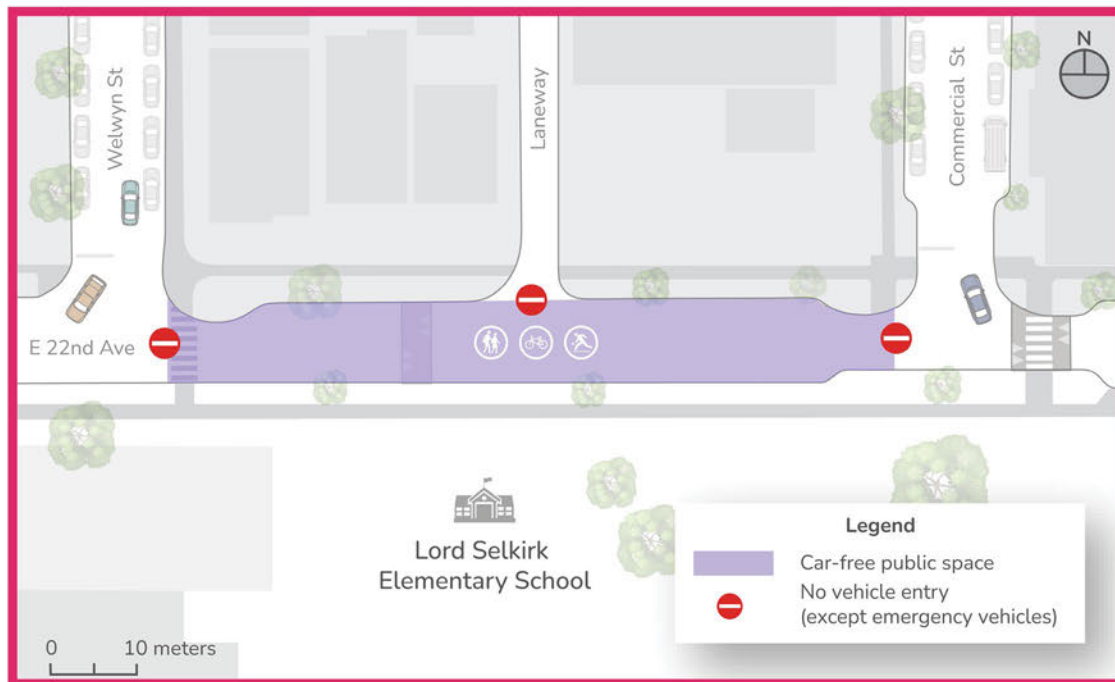 Welwyn St
Laneway
Commercial St
N
E 22nd Ave
Lord Selkirk
Elementary School
Legend
Car-free public space
No vehicle entry
(except emergency vehicles)
0 10 meters